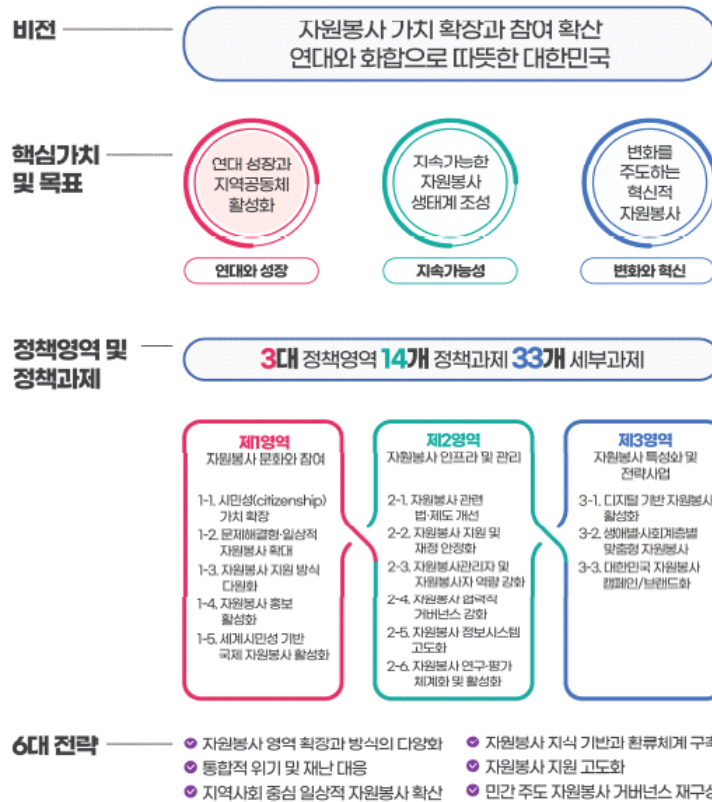 비전
자원봉사 가치 확장과 참여 확산
연대와 화합으로 따뜻한 대한민국
핵심가치
및 목표
연대 성장과
지역공동체
활성화
연대와 성장
지속가능한
자원봉사
생태계 조성
지속가능성
변화를
주도하는
혁신적
자원봉사
변화와 혁신
정책영역 및
정책과제
3대 정책영역 14개 정책과제 33개 세부과제
제1영역
자원봉사 문화와 참여
1-1. 시민성(citizenship)
가치 확장
1-2. 문제해결형·일상적
자원봉사 확대
1-3. 자원봉사 지원 방식
다원화
1-4. 자원봉사 홍보
활성화
1-5. 세계시민성 기반
국제 자원봉사 활성화
제2영역
자원봉사 인프라 및 관리
2-1. 자원봉사 관련
법·제도 개선
2-2. 자원봉사 지원 및
재정 안정화
2-3. 자원봉사관리자 및
자원봉사자 역량 강화
2-4. 자원봉사 협력적
거버넌스 강화
2-5. 자원봉사 정보시스템
고도화
2-6. 자원봉사 연구·평가
체계화 및 활성화
제3영역
자원봉사 특성화 및
전략사업
3-1. 디지털 기반 자원봉사
활성화
3-2. 생애별·사회계층별
맞춤형 자원봉사
3-3. 대한민국 자원봉사
캠페인/브랜드화
6대 전략
자원봉사 영역 확장과 방식의 다양화
통합적 위기 및 재난 대응
지역사회 중심 일상적 자원봉사 확산
자원봉사 지식 기반과 환류체계 구축
자원봉사 지원 고도화
민간 주도 자원봉사 거버넌스 재구성